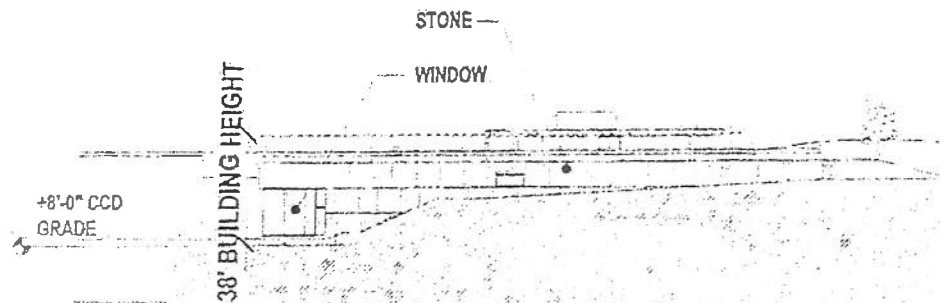 STONE
WINDOW
38' BUILDING HEIGHT
+8'-0" CCD
GRADE